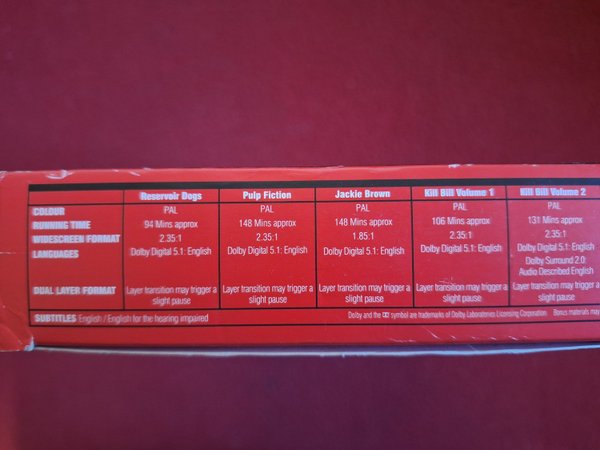 Reservoir Dogs Pulp Fiction Jackie Brown Kill Bill Volume 1 Kill Bill Volume 2
COLOUR PAL PAL PAL PAL PAL
RUNNING TIME 94 Mins approx 148 Mins approx 148 Mins approx 106 Mins approx 131 Mins approx
WIDESCREEN FORMAT 2.35:1 2.35:1 1.85:1 2.35:1 2.35:1
LANGUAGES Dolby Digital 5.1: English Dolby Digital 5.1: English Dolby Digital 5.1: English Dolby Digital 5.1: English Dolby Digital 5.1: English
Dolby Surround 2.0:
Audio Described English
DUAL LAYER FORMAT Layer transition may trigger a Layer transition may trigger a Layer transition may trigger a Layer transition may trigger a Layer transition may trigger a
slight pause slight pause slight pause slight pause slight pause
SUBTITLES English / English for the hearing impaired Dolby and the symbol are trademarks of Dolby Laboratories Licensing Corporation. Bonus materials may